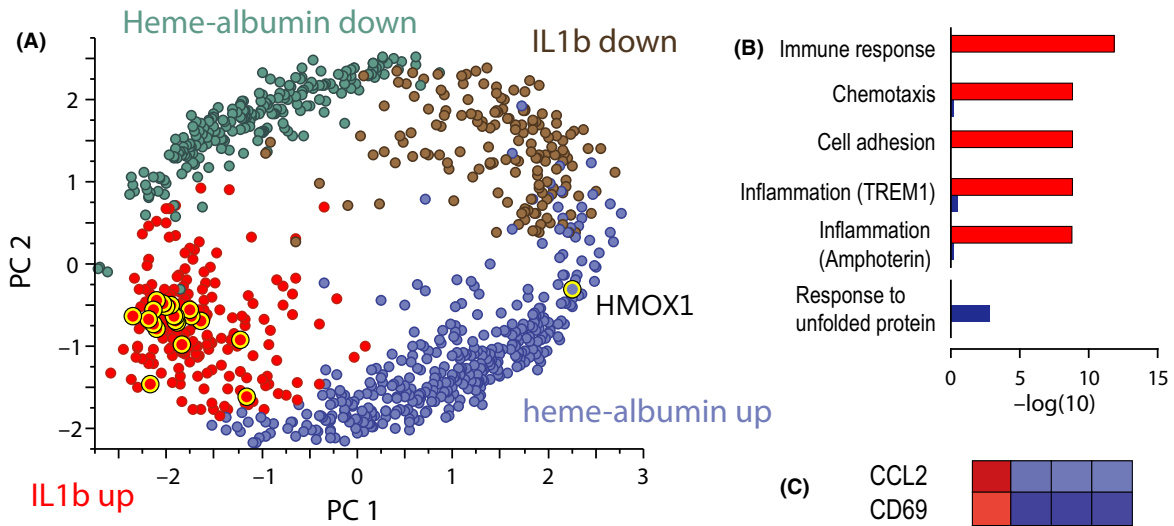 (A)
Heme-albumin down
IL1b down
PC 2
2
1
0
−1
−2
HMOX1
heme-albumin up
IL1b up
−2
−1
0
1
2
3
PC 1
(B)
Immune response
Chemotaxis
Cell adhesion
Inflammation (TREM1)
Inflammation
(Amphoterin)
Response to
unfolded protein
0
5
10
15
−log(10)
(C)
CCL2
CD69